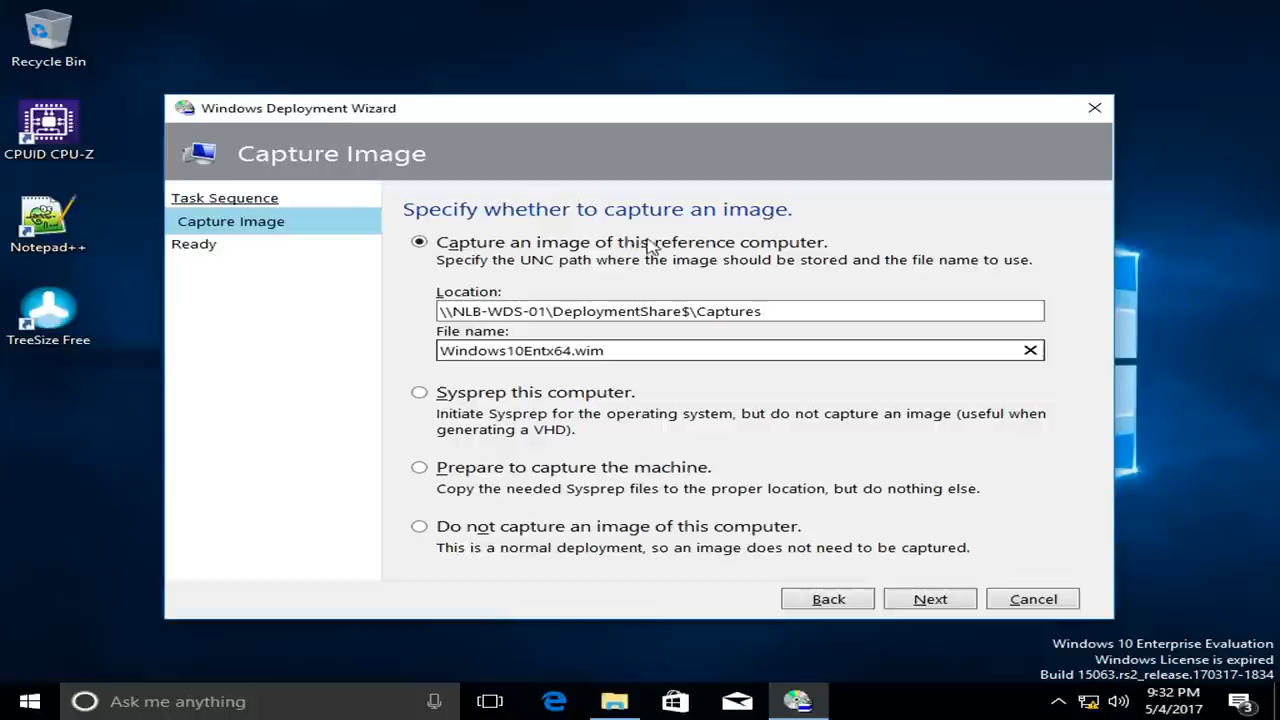 Recycle Bin
CPUID CPU-Z
Notepad++
TreeSize Free
Windows Deployment Wizard
Capture Image
Task Sequence
Capture Image
Ready
Specify whether to capture an image.
Capture an image of this reference computer.
Specify the UNC path where the image should be stored and the file name to use.
Location:
\\NLB-WDS-01\DeploymentShare$\Captures
File name:
Windows10Entx64.wim
Sysprep this computer.
Initiate Sysprep for the operating system, but do not capture an image (useful when
generating a VHD).
Prepare to capture the machine.
Copy the needed Sysprep files to the proper location, but do nothing else.
Do not capture an image of this computer.
This is a normal deployment, so an image does not need to be captured.
Back
Next
Cancel
Windows 10 Enterprise Evaluation
Windows License is expired
Build 15063.rs2_release.170317-1834
Ask me anything
9:32 PM
5/4/2017
3